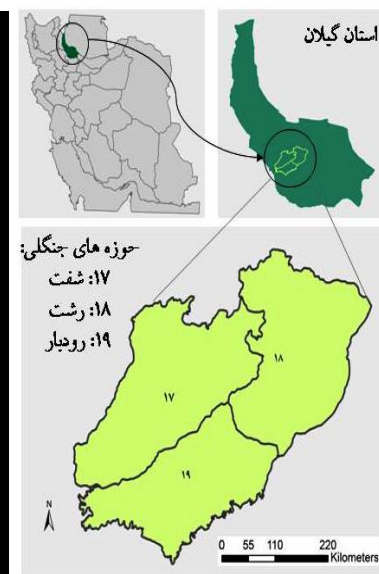 استان گیلان
حوزه های جنگلی:
۱۷: شفت
۱۸: رشت
۱۹: رودبار
۱۸
۱۷
۱۹
N
0 55 110 220
Kilometers